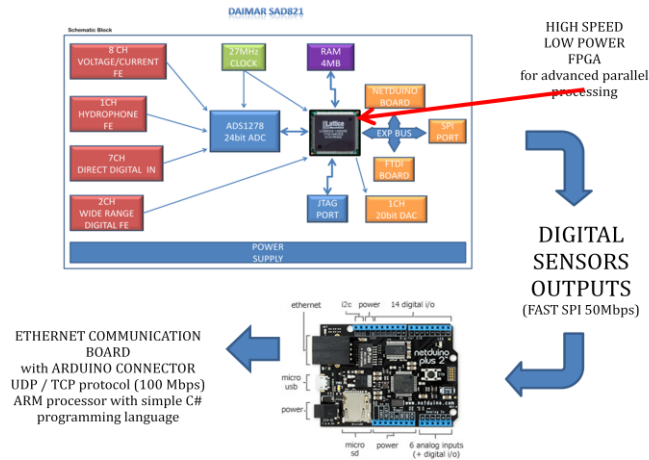 DAIMAR SAD821
Schematic Block
8 CH
VOLTAGE/CURRENT
FE
27MHz
CLOCK
RAM
4MB
HIGH SPEED
LOW POWER
FPGA
for advanced parallel
processing
1CH
HYDROPHONE
FE
ADS1278
24bit ADC
Lattice
NETDUINO
BOARD
EXP BUS
SPI
PORT
7CH
DIRECT DIGITAL IN
FTDI
BOARD
2CH
WIDE RANGE
DIGITAL FE
JTAG
PORT
1CH
20bit DAC
POWER
SUPPLY
DIGITAL
SENSORS
OUTPUTS
(FAST SPI 50Mbps)
ETHERNET COMMUNICATION
BOARD
with ARDUINO CONNECTOR
UDP / TCP protocol (100 Mbps)
ARM processor with simple C#
programming language
ethernet
i2c
power
14 digital i/o
netduino
plus 2
micro
usb
power
www.netduino.com
micro
sd
power
6 analog inputs
(+ digital i/o)